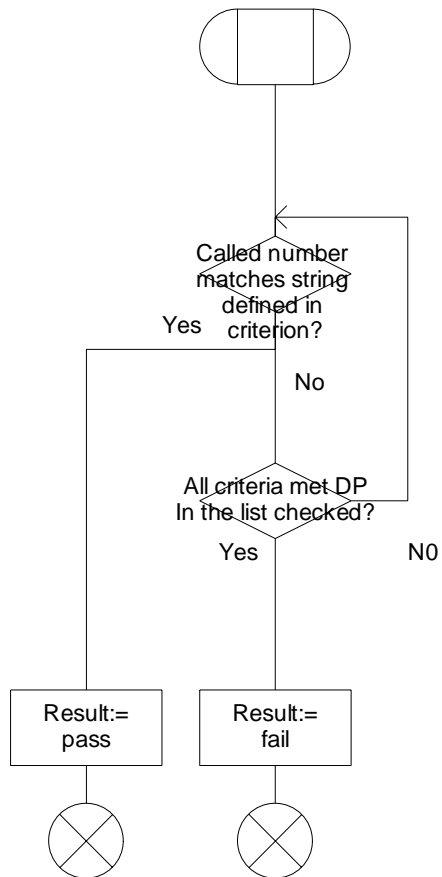 Called number
matches string
defined in
criterion?
Yes
No
All criteria met DP
In the list checked?
Yes
N0
Result:=
pass
Result:=
fail